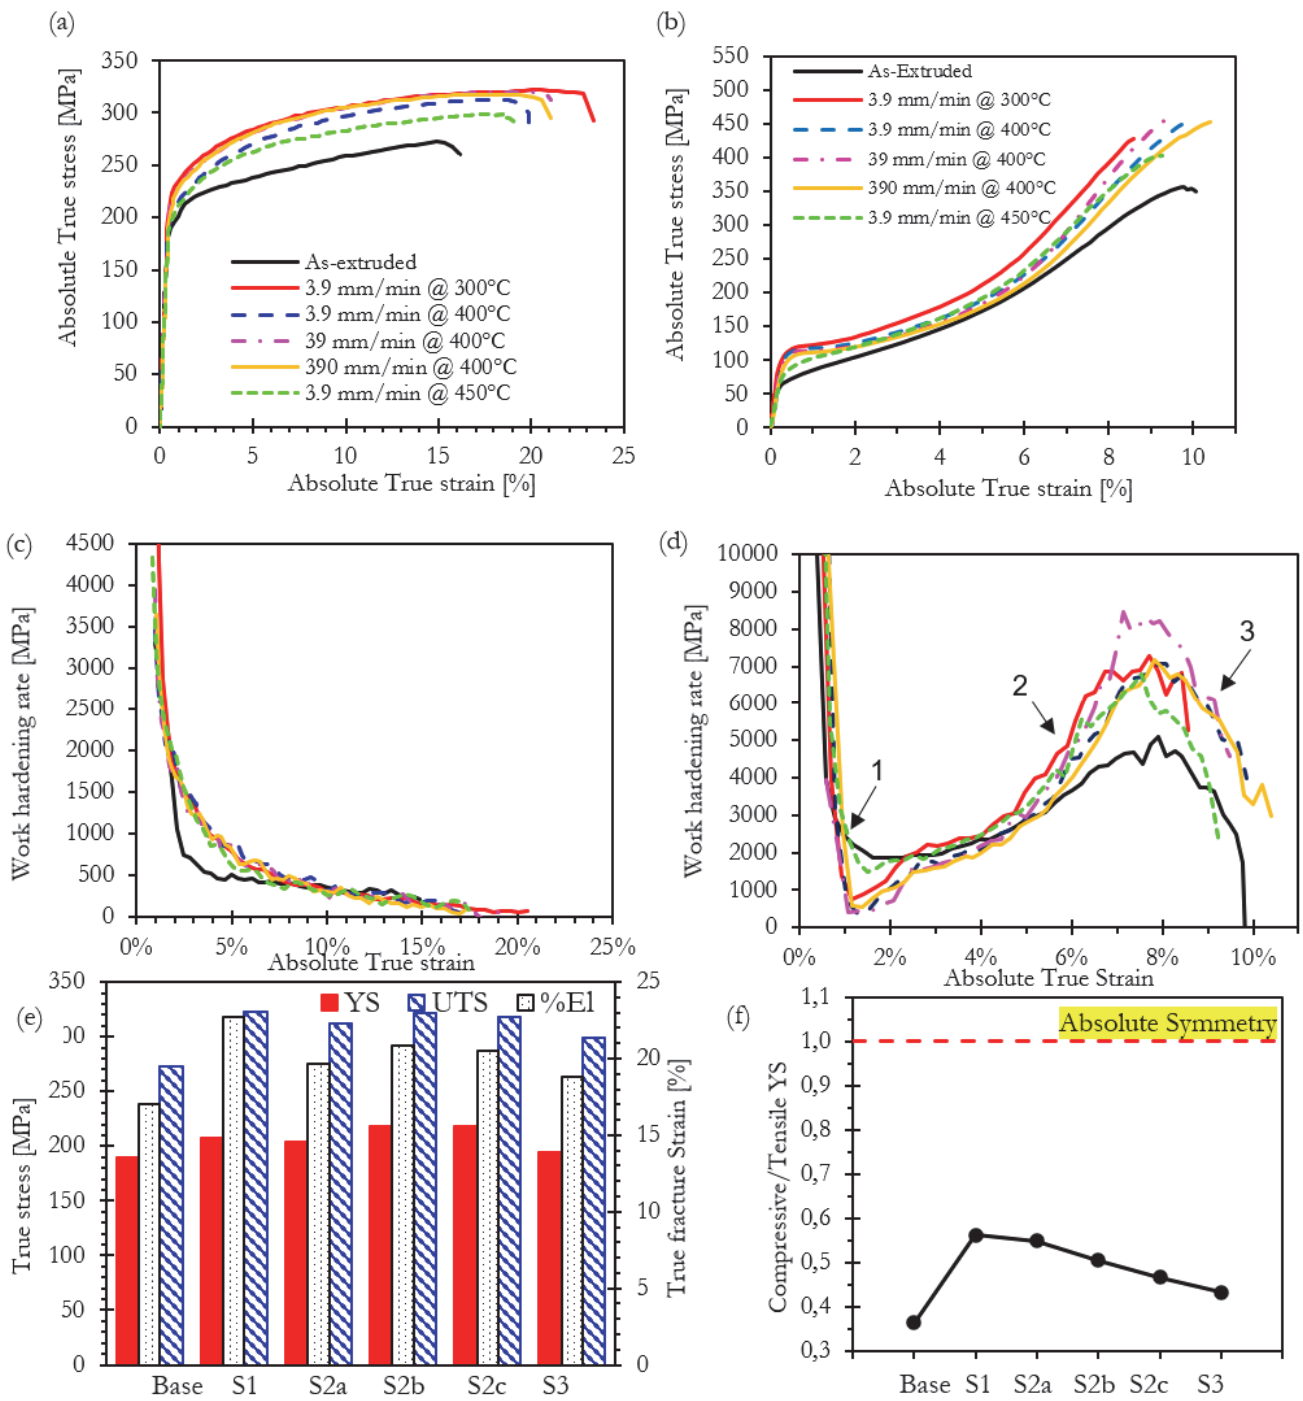 (a)
350
300
250
200
150
100
50
0
Absolutle True stress [MPa]
As-extruded
3.9 mm/min @ 300°C
3.9 mm/min @ 400°C
39 mm/min @ 400°C
390 mm/min @ 400°C
3.9 mm/min @ 450°C
0 5 10 15 20 25
Absolute True strain [%]
(b)
550
500
450
400
350
300
250
200
150
100
50
0
Absolute True stress [MPa]
As-Extruded
3.9 mm/min @ 300°C
3.9 mm/min @ 400°C
39 mm/min @ 400°C
390 mm/min @ 400°C
3.9 mm/min @ 450°C
0 2 4 6 8 10
Absolute True strain [%]
(c)
4500
4000
3500
3000
2500
2000
1500
1000
500
0
Work hardening rate [MPa]
0% 5% 10% 15% 20% 25%
Absolute True strain
(d)
10000
9000
8000
7000
6000
5000
4000
3000
2000
1000
0
Work hardening rate [MPa]
1
2
3
0% 2% 4% 6% 8% 10%
Absolute True Strain
(e)
350
00
250
200
150
100
50
0
True stress [MPa]
YS UTS %El
25
20
15
10
5
0
True fracture Strain [%]
Base S1 S2a S2b S2c S3
(f)
1,1
1,0
0,9
0,8
0,7
0,6
0,5
0,4
0,3
Compressive/Tensile YS
Absolute Symmetry
Base S1 S2a S2b S2c S3